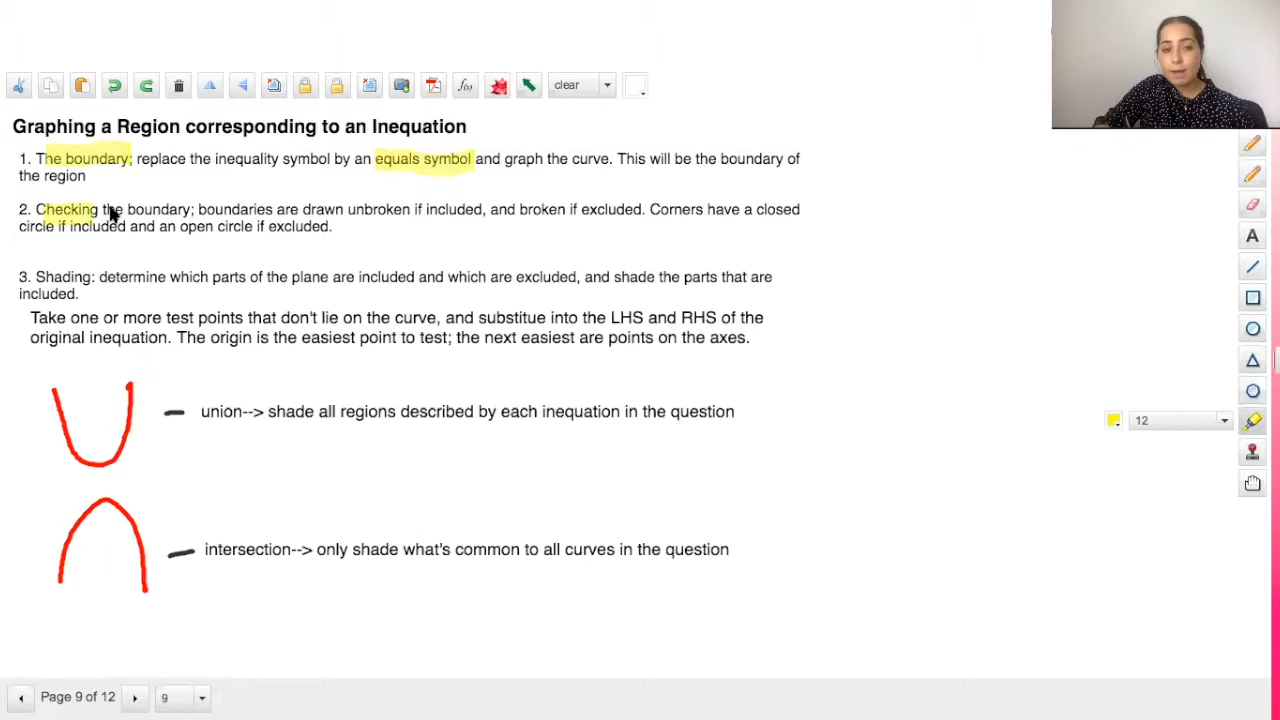 clear
Graphing a Region corresponding to an Inequation
1. The boundary; replace the inequality symbol by an equals symbol and graph the curve. This will be the boundary of
the region
2. Checking the boundary; boundaries are drawn unbroken if included, and broken if excluded. Corners have a closed
circle if included and an open circle if excluded.
3. Shading: determine which parts of the plane are included and which are excluded, and shade the parts that are
included.
Take one or more test points that don't lie on the curve, and substitue into the LHS and RHS of the
original inequation. The origin is the easiest point to test; the next easiest are points on the axes.
union--> shade all regions described by each inequation in the question
12
intersection--> only shade what's common to all curves in the question
Page 9 of 12
9
f(x)
A